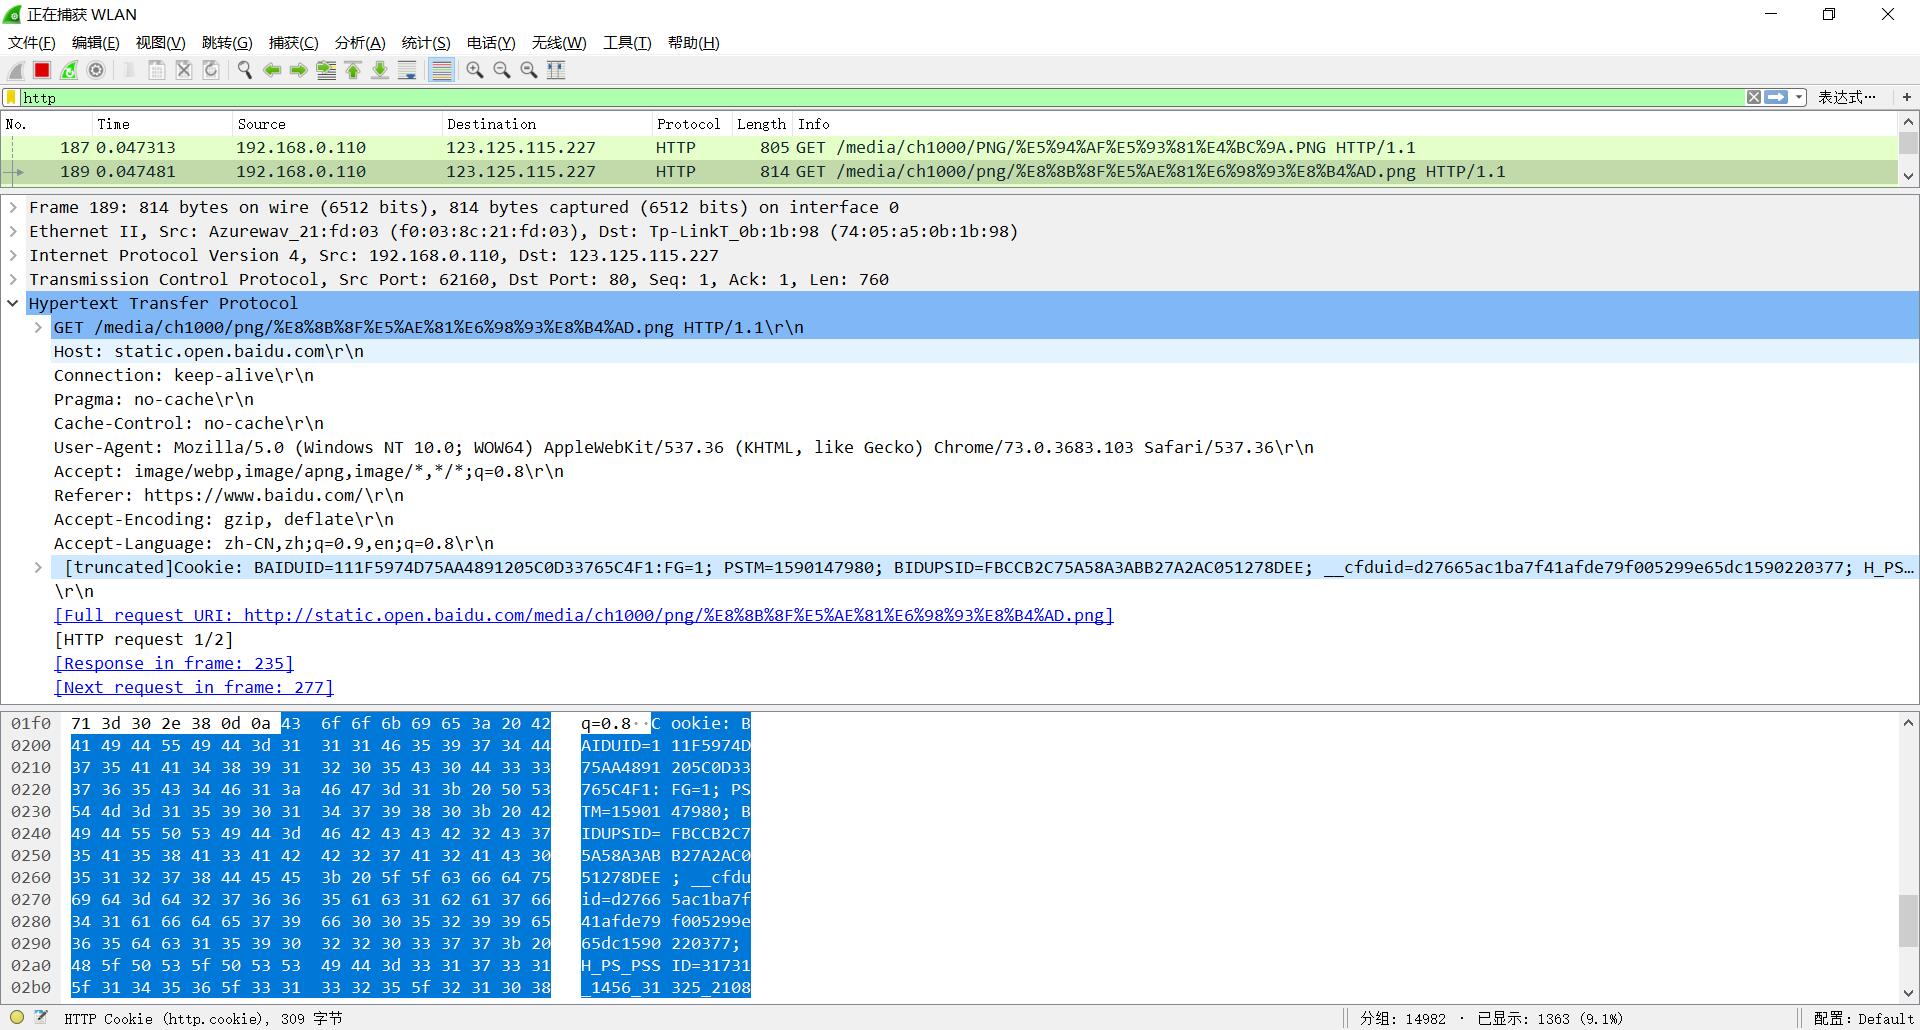 正在捕获 WLAN
文件(F) 编辑(E) 视图(V) 跳转(G) 捕获(C) 分析(A) 统计(S) 电话(Y) 无线(W) 工具(T) 帮助(H)
http 表达式… +
No. Time Source Destination Protocol Length Info
187 0.047313 192.168.0.110 123.125.115.227 HTTP 805 GET /media/ch1000/PNG/%E5%94%AF%E5%93%81%E4%BC%9A.PNG HTTP/1.1
189 0.047481 192.168.0.110 123.125.115.227 HTTP 814 GET /media/ch1000/png/%E8%8B%8F%E5%AE%81%E6%98%93%E8%B4%AD.png HTTP/1.1
Frame 189: 814 bytes on wire (6512 bits), 814 bytes captured (6512 bits) on interface 0
Ethernet II, Src: Azurewav_21:fd:03 (f0:03:8c:21:fd:03), Dst: Tp-LinkT_0b:1b:98 (74:05:a5:0b:1b:98)
Internet Protocol Version 4, Src: 192.168.0.110, Dst: 123.125.115.227
Transmission Control Protocol, Src Port: 62160, Dst Port: 80, Seq: 1, Ack: 1, Len: 760
Hypertext Transfer Protocol
GET /media/ch1000/png/%E8%8B%8F%E5%AE%81%E6%98%93%E8%B4%AD.png HTTP/1.1\r\n
Host: static.open.baidu.com\r\n
Connection: keep-alive\r\n
Pragma: no-cache\r\n
Cache-Control: no-cache\r\n
User-Agent: Mozilla/5.0 (Windows NT 10.0; WOW64) AppleWebKit/537.36 (KHTML, like Gecko) Chrome/73.0.3683.103 Safari/537.36\r\n
Accept: image/webp,image/apng,image/*,*/*;q=0.8\r\n
Referer: https://www.baidu.com/\r\n
Accept-Encoding: gzip, deflate\r\n
Accept-Language: zh-CN,zh;q=0.9,en;q=0.8\r\n
[truncated]Cookie: BAIDUID=111F5974D75AA4891205C0D33765C4F1:FG=1; PSTM=1590147980; BIDUPSID=FBCCB2C75A58A3ABB27A2AC051278DEE; __cfduid=d27665ac1ba7f41afde79f005299e65dc1590220377; H_PS…
\r\n
[Full request URI: http://static.open.baidu.com/media/ch1000/png/%E8%8B%8F%E5%AE%81%E6%98%93%E8%B4%AD.png]
[HTTP request 1/2]
[Response in frame: 235]
[Next request in frame: 277]
01f0 71 3d 30 2e 38 0d 0a 43 6f 6f 6b 69 65 3a 20 42 q=0.8··C ookie: B
0200 41 49 44 55 49 44 3d 31 31 31 46 35 39 37 34 44 AIDUID=1 11F5974D
0210 37 35 41 41 34 38 39 31 32 30 35 43 30 44 33 33 75AA4891 205C0D33
0220 37 36 35 43 34 46 31 3a 46 47 3d 31 3b 20 50 53 765C4F1: FG=1; PS
0230 54 4d 3d 31 35 39 30 31 34 37 39 38 30 3b 20 42 TM=15901 47980; B
0240 49 44 55 50 53 49 44 3d 46 42 43 43 42 32 43 37 IDUPSID= FBCCB2C7
0250 35 41 35 38 41 33 41 42 42 32 37 41 32 41 43 30 5A58A3AB B27A2AC0
0260 35 31 32 37 38 44 45 45 3b 20 5f 5f 63 66 64 75 51278DEE ; __cfdu
0270 69 64 3d 64 32 37 36 36 35 61 63 31 62 61 37 66 id=d2766 5ac1ba7f
0280 34 31 61 66 64 65 37 39 66 30 30 35 32 39 39 65 41afde79 f005299e
0290 36 35 64 63 31 35 39 30 32 32 30 33 37 37 3b 20 65dc1590 220377;
02a0 48 5f 50 53 5f 50 53 53 49 44 3d 33 31 37 33 31 H_PS_PSS ID=31731
02b0 5f 31 34 35 36 5f 33 31 33 32 35 5f 32 31 30 38 _1456_31 325_2108
HTTP Cookie (http.cookie), 309 字节 分组: 14982 · 已显示: 1363 (9.1%) 配置: Default